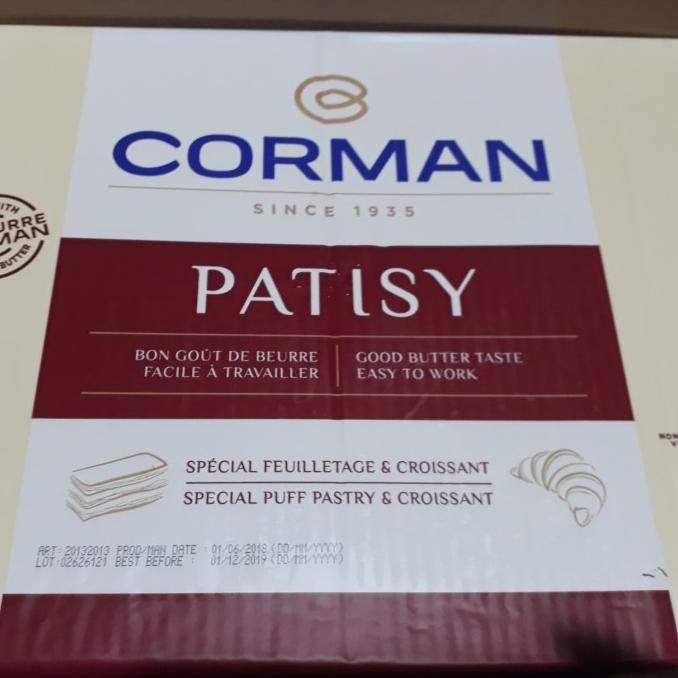 CORMAN
SINCE 1935
PATISY
BON GOÛT DE BEURRE
FACILE À TRAVAILLER
GOOD BUTTER TASTE
EASY TO WORK
SPÉCIAL FEUILLETAGE & CROISSANT
SPECIAL PUFF PASTRY & CROISSANT
ART: 20132013 PROD/MAN DATE : 01/06/2018 (DD/MM/YYYY)
LOT:02626121 BEST BEFORE : 01/12/2019 (DD/MM/YYYY)
BUTTER